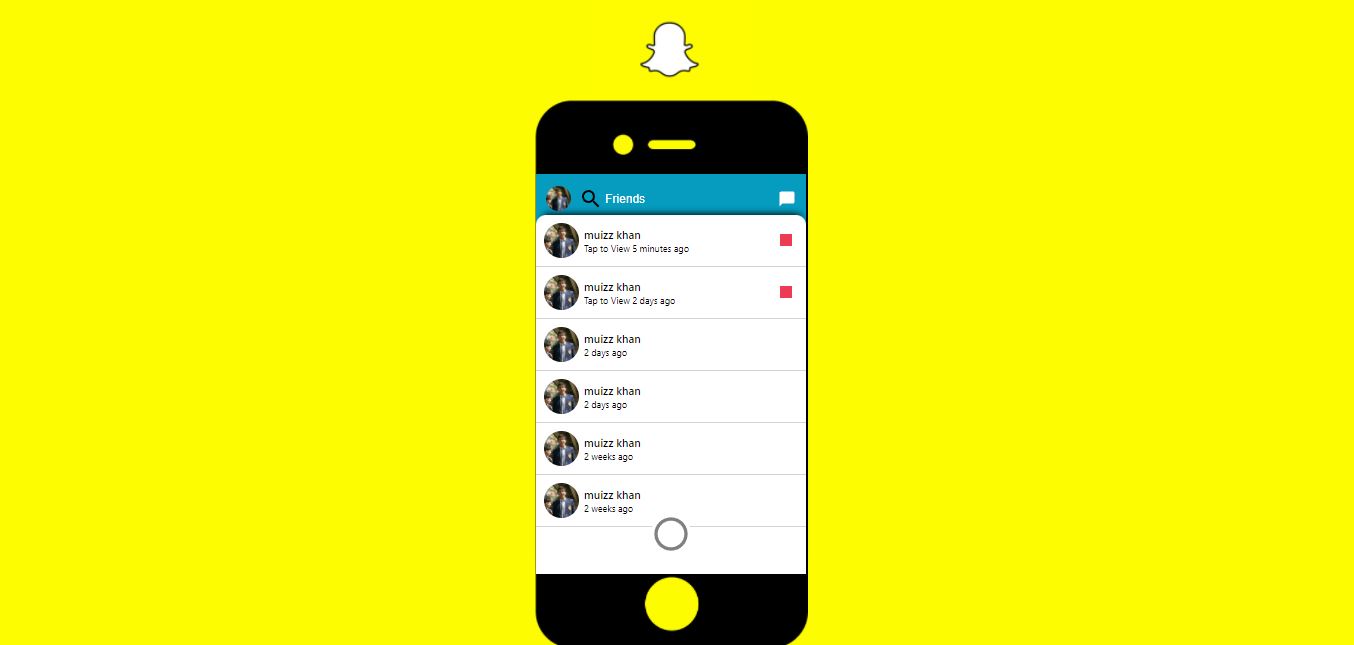 Friends
muizz khan
Tap to View 5 minutes ago
muizz khan
Tap to View 2 days ago
muizz khan
2 days ago
muizz khan
2 days ago
muizz khan
2 weeks ago
muizz khan
2 weeks ago